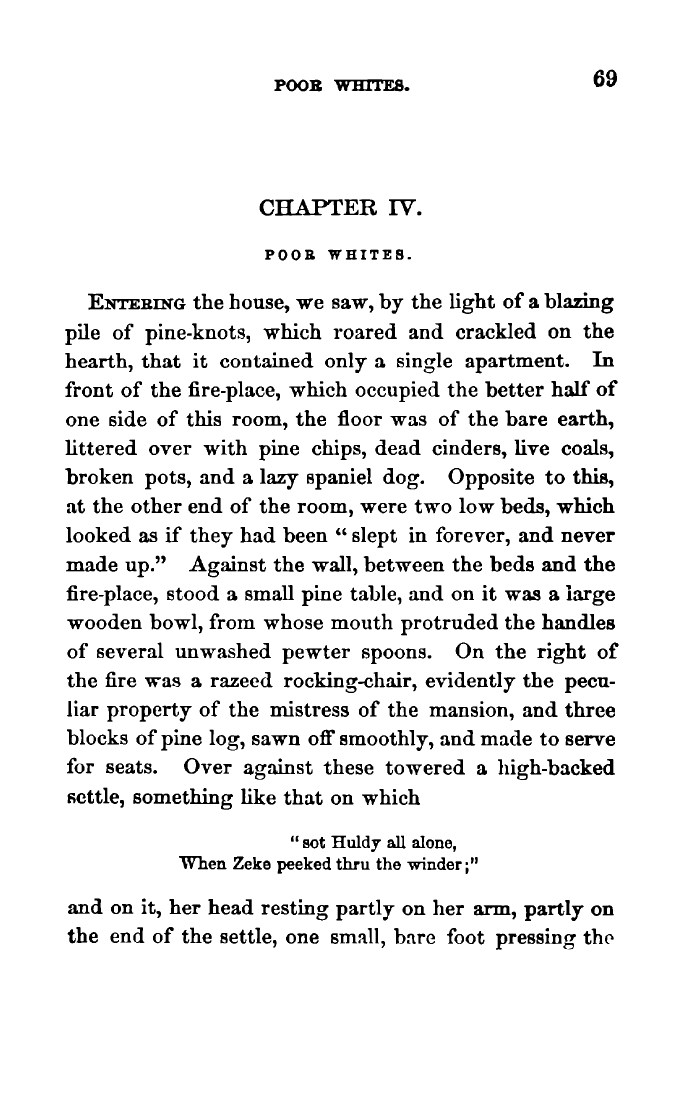 POOR WHITES. 69
CHAPTER IV.
POOR WHITES.
ENTERING the house, we saw, by the light of a blazing
pile of pine-knots, which roared and crackled on the
hearth, that it contained only a single apartment. In
front of the fire-place, which occupied the better half of
one side of this room, the floor was of the bare earth,
littered over with pine chips, dead cinders, live coals,
broken pots, and a lazy spaniel dog. Opposite to this,
at the other end of the room, were two low beds, which
looked as if they had been “slept in forever, and never
made up.” Against the wall, between the beds and the
fire-place, stood a small pine table, and on it was a large
wooden bowl, from whose mouth protruded the handles
of several unwashed pewter spoons. On the right of
the fire was a razeed rocking-chair, evidently the pecu-
liar property of the mistress of the mansion, and three
blocks of pine log, sawn off smoothly, and made to serve
for seats. Over against these towered a high-backed
settle, something like that on which
“sot Huldy all alone,
When Zeke peeked thru the winder;”
and on it, her head resting partly on her arm, partly on
the end of the settle, one small, bare foot pressing the